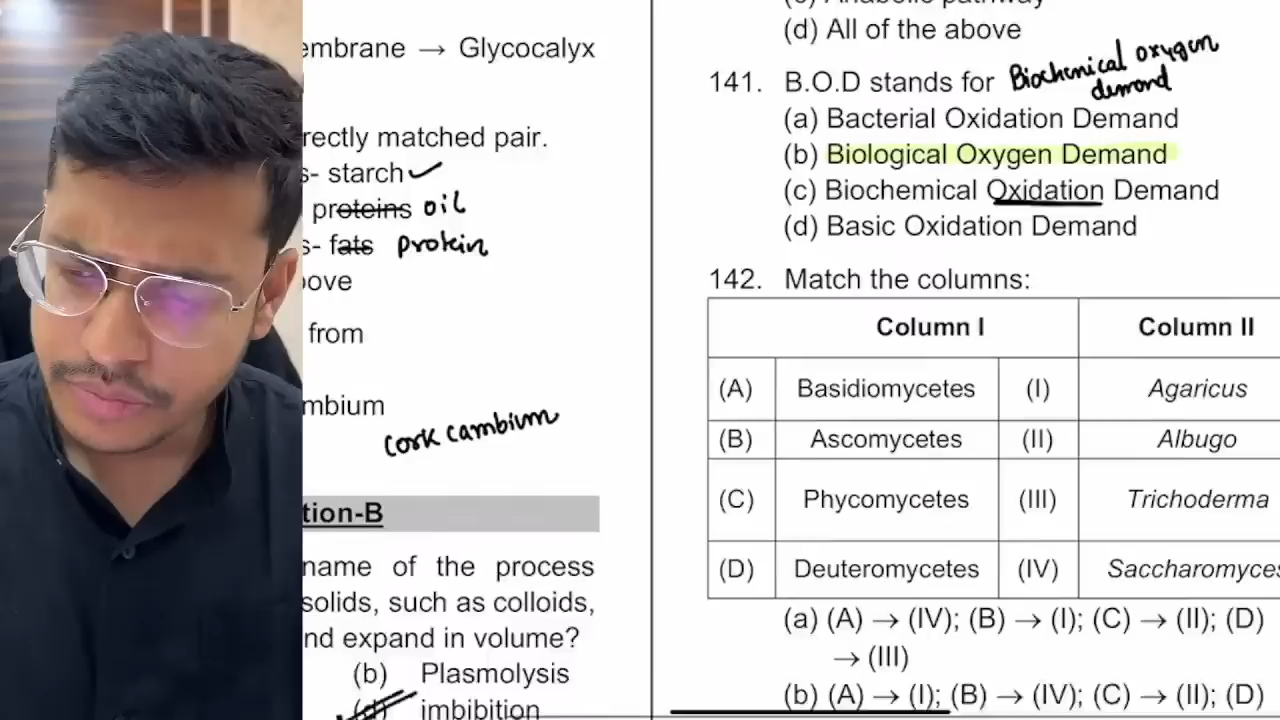 embrane → Glycocalyx
rectly matched pair.
s- starch
proteins oil
s- fats protein
ove
from
mbium
cork cambium
tion-B
name of the process
solids, such as colloids,
nd expand in volume?
(b) Plasmolysis
(d) imbibition
(c) Anabolic pathway
(d) All of the above
141. B.O.D stands for Biochemical oxygen
demand
(a) Bacterial Oxidation Demand
(b) Biological Oxygen Demand
(c) Biochemical Oxidation Demand
(d) Basic Oxidation Demand
142. Match the columns:
Column I Column II
(A) Basidiomycetes (I) Agaricus
(B) Ascomycetes (II) Albugo
(C) Phycomycetes (III) Trichoderma
(D) Deuteromycetes (IV) Saccharomyces
(a) (A) → (IV); (B) → (I); (C) → (II); (D)
→ (III)
(b) (A) → (I); (B) → (IV); (C) → (II); (D)